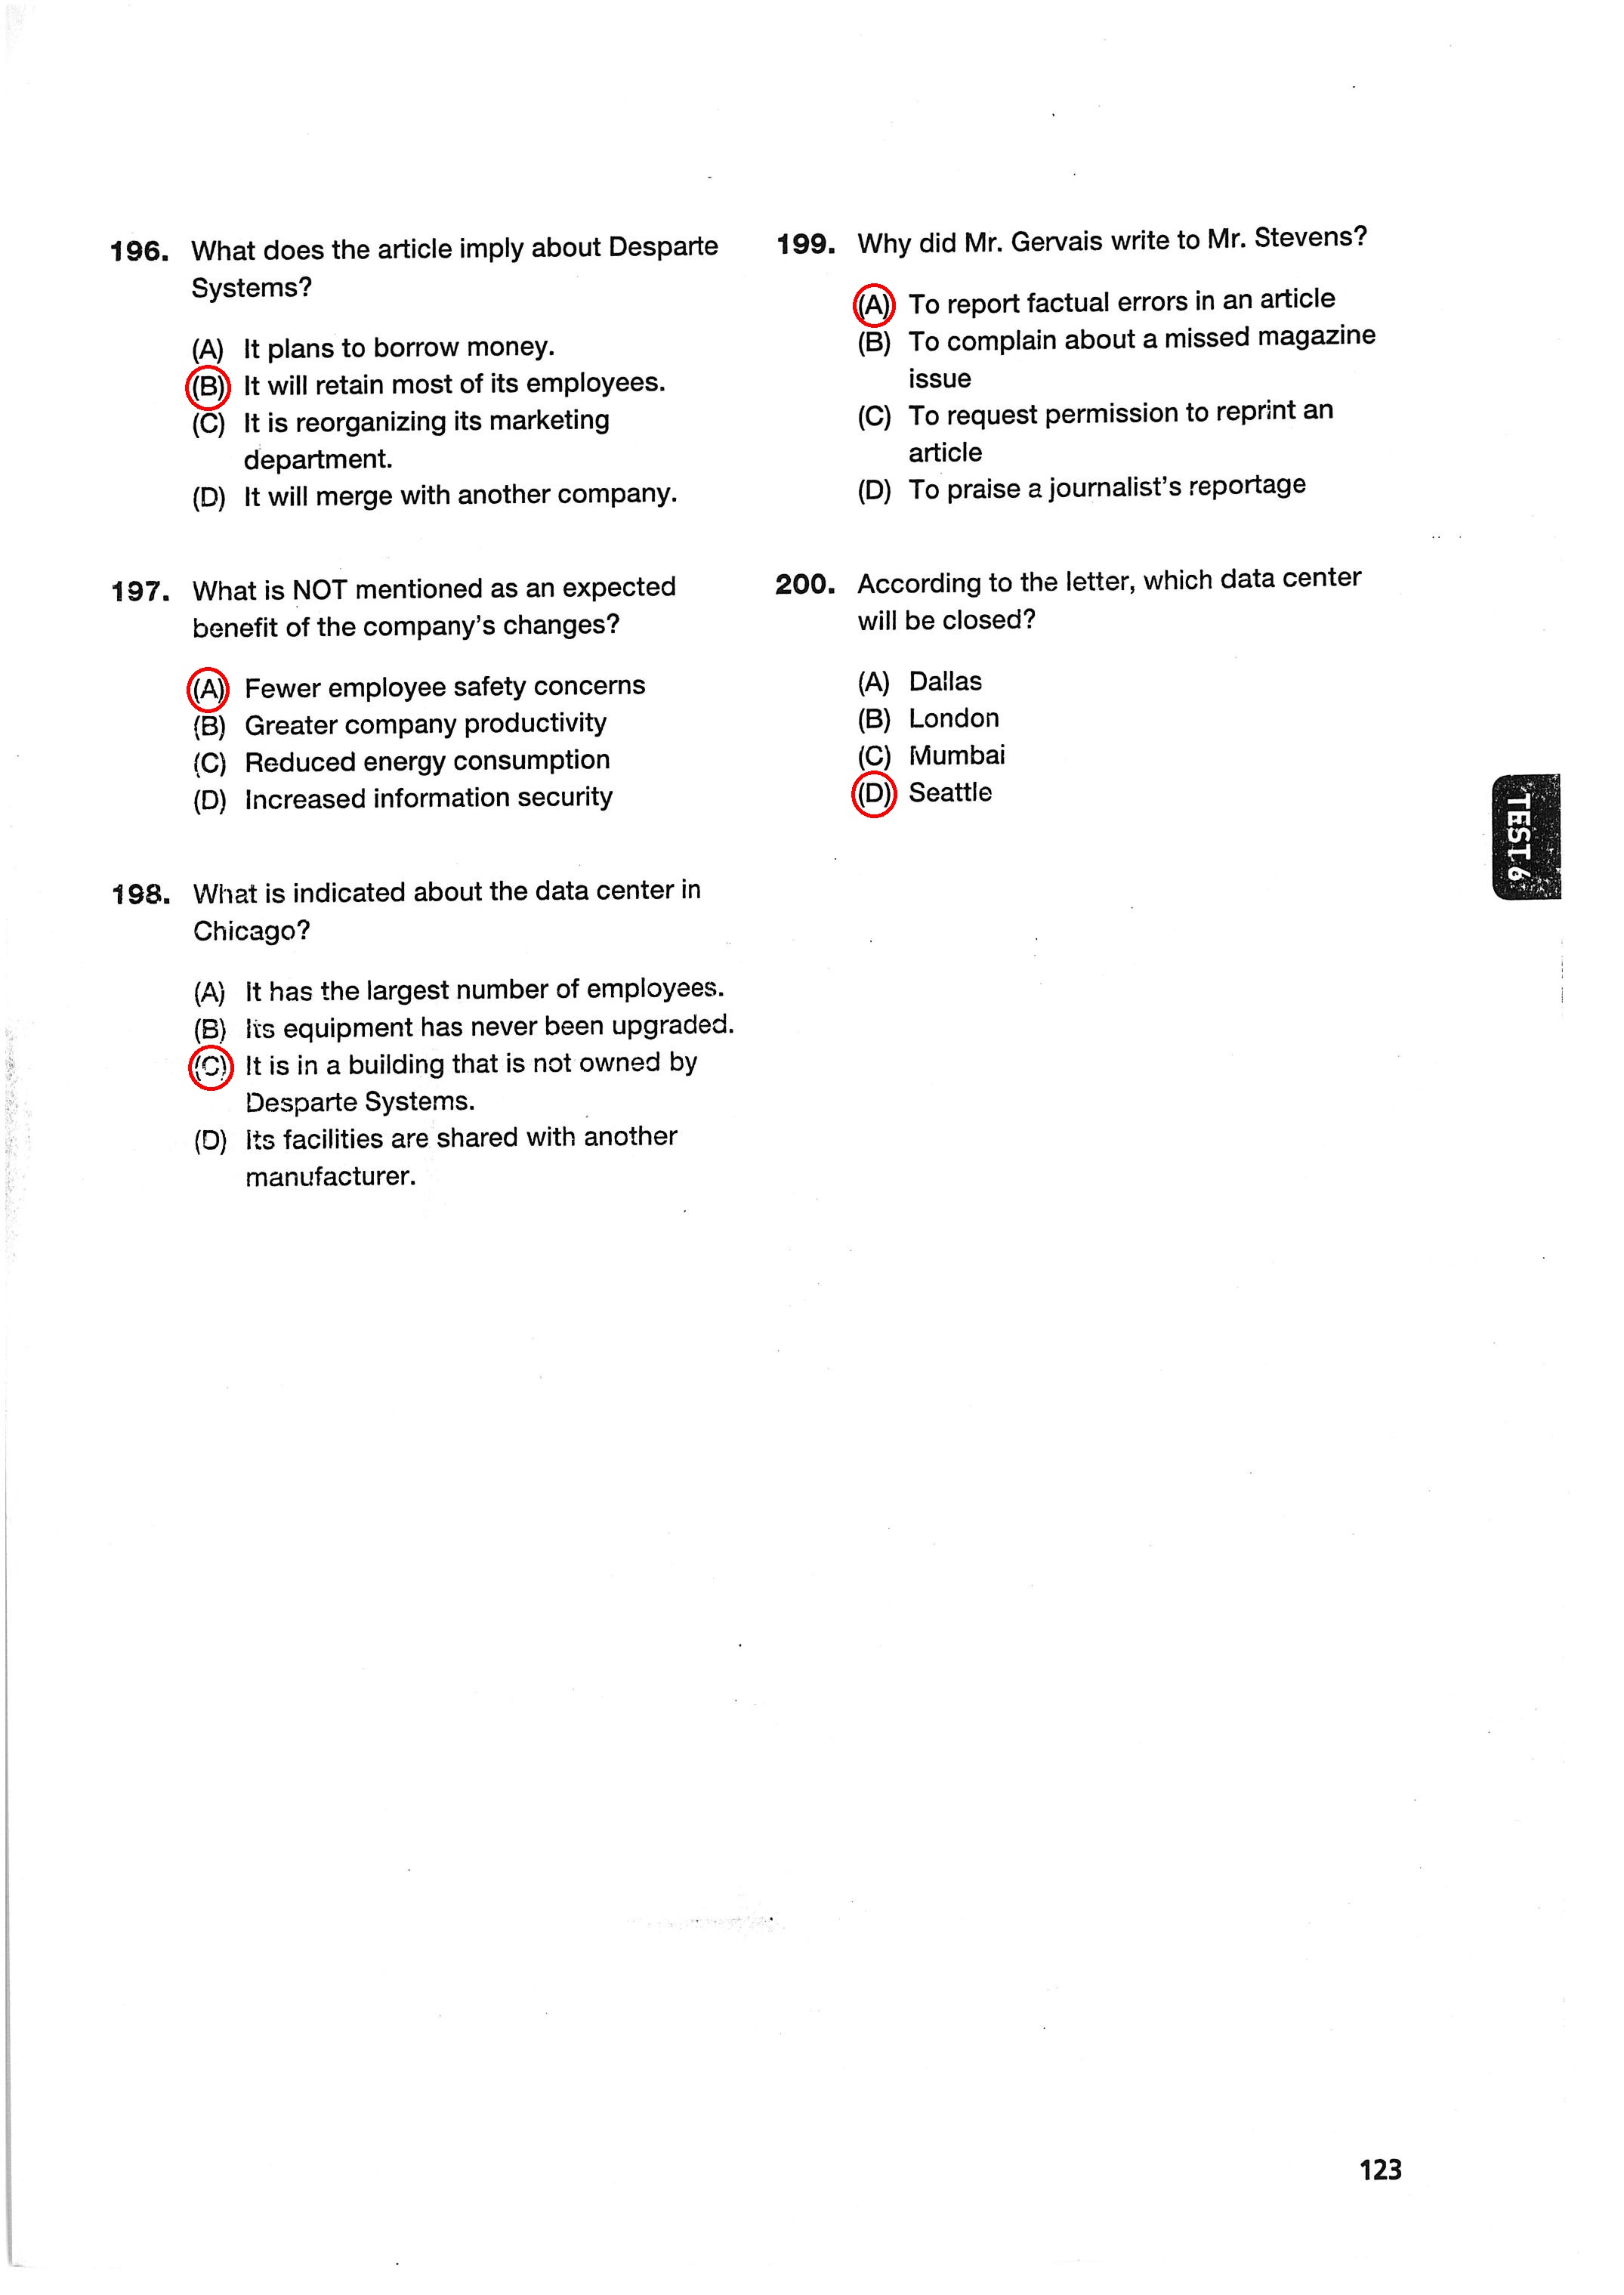 196. What does the article imply about Desparte
Systems?
(A) It plans to borrow money.
(B) It will retain most of its employees.
(C) It is reorganizing its marketing
department.
(D) It will merge with another company.
197. What is NOT mentioned as an expected
benefit of the company's changes?
(A) Fewer employee safety concerns
(B) Greater company productivity
(C) Reduced energy consumption
(D) Increased information security
198. What is indicated about the data center in
Chicago?
(A) It has the largest number of employees.
(B) Its equipment has never been upgraded.
(C) It is in a building that is not owned by
Desparte Systems.
(D) Its facilities are shared with another
manufacturer.
199. Why did Mr. Gervais write to Mr. Stevens?
(A) To report factual errors in an article
(B) To complain about a missed magazine
issue
(C) To request permission to reprint an
article
(D) To praise a journalist's reportage
200. According to the letter, which data center
will be closed?
(A) Dallas
(B) London
(C) Mumbai
(D) Seattle
TEST 6
123